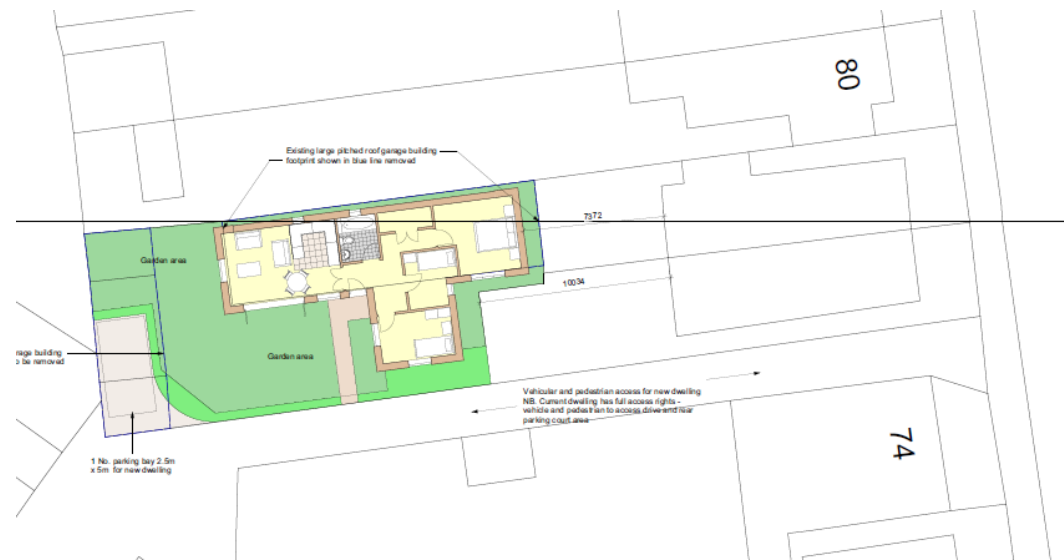 80
Existing large pitched roof garage building
footprint shown in blue line removed
7372
Garden area
10034
rage building
o be removed
Garden area
Vehicular and pedestrian access for new dwelling
NB. Current dwelling has full access rights -
vehicle and pedestrian to access drive and rear
parking court area
74
1 No. parking bay 2.5m
x 5m for new dwelling